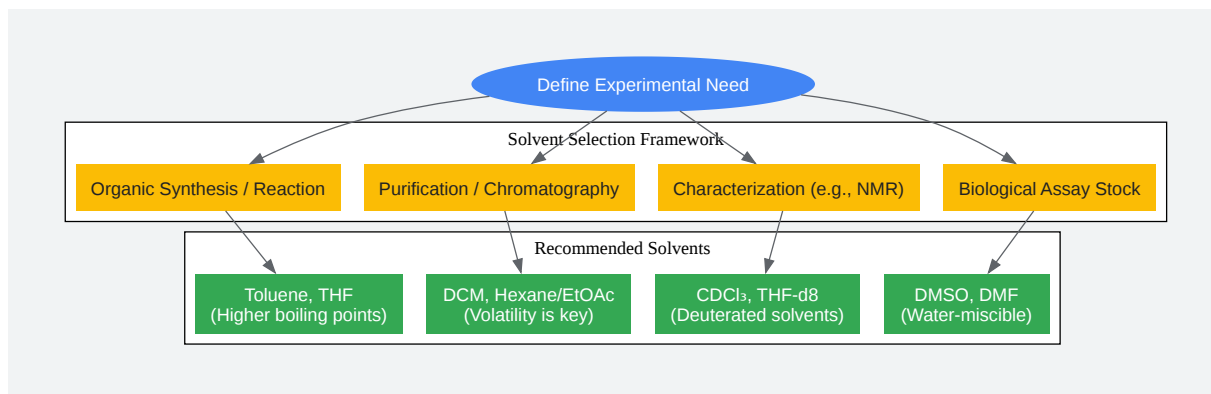 Define Experimental Need
Solvent Selection Framework
Organic Synthesis / Reaction
Purification / Chromatography
Characterization (e.g., NMR)
Biological Assay Stock
Recommended Solvents
Toluene, THF
(Higher boiling points)
DCM, Hexane/EtOAc
(Volatility is key)
CDCl₃, THF-d8
(Deuterated solvents)
DMSO, DMF
(Water-miscible)